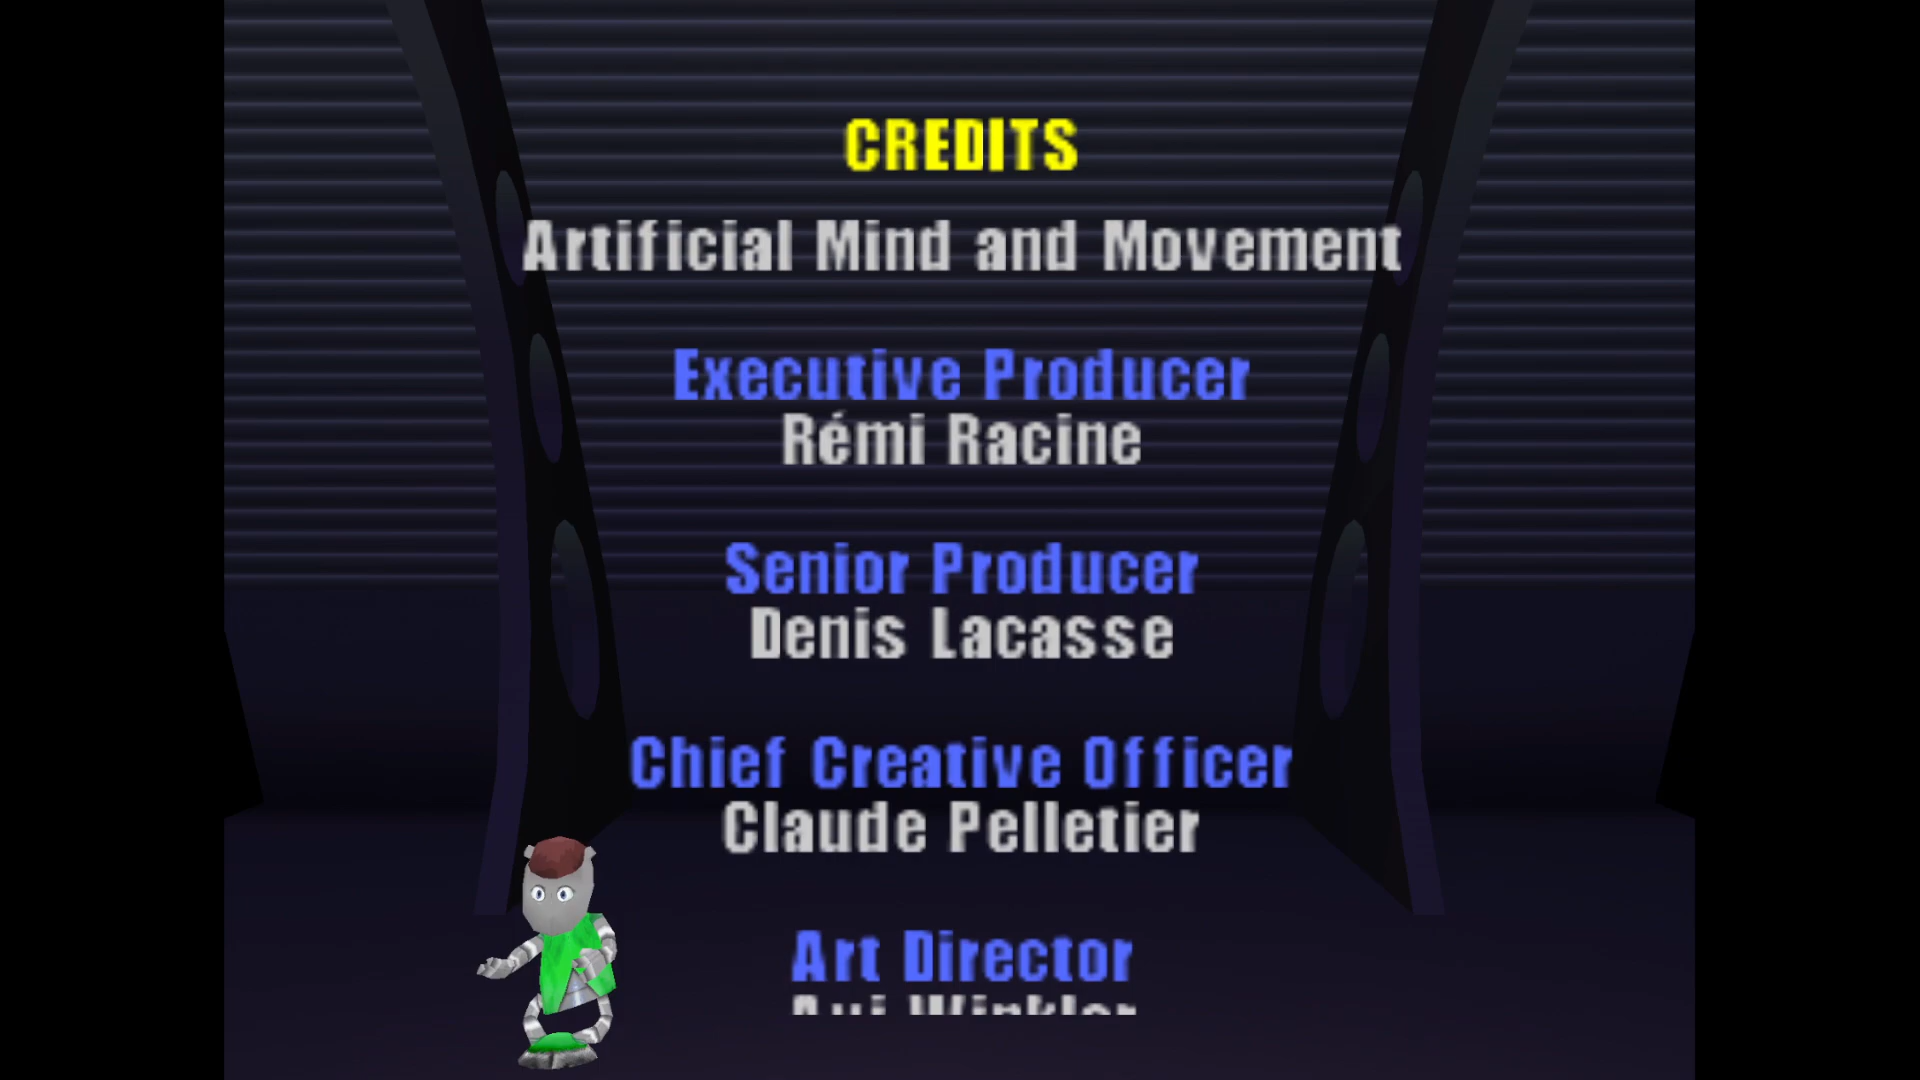 CREDITS
Artificial Mind and Movement
Executive Producer
Rémi Racine
Senior Producer
Denis Lacasse
Chief Creative Officer
Claude Pelletier
Art Director